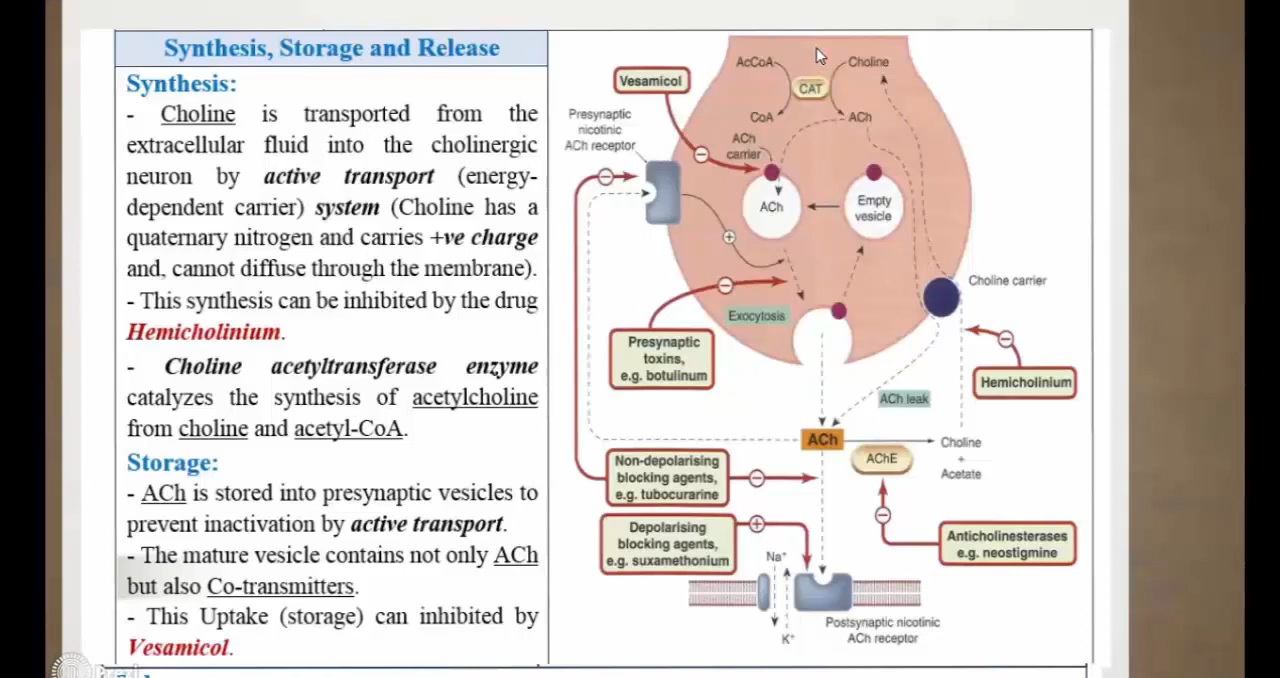 Synthesis, Storage and Release
Synthesis:
- Choline is transported from the
extracellular fluid into the cholinergic
neuron by active transport (energy-
dependent carrier) system (Choline has a
quaternary nitrogen and carries +ve charge
and, cannot diffuse through the membrane).
- This synthesis can be inhibited by the drug
Hemicholinium.
- Choline acetyltransferase enzyme
catalyzes the synthesis of acetylcholine
from choline and acetyl-CoA.
Storage:
- ACh is stored into presynaptic vesicles to
prevent inactivation by active transport.
- The mature vesicle contains not only ACh
but also Co-transmitters.
- This Uptake (storage) can inhibited by
Vesamicol.
Vesamicol
Presynaptic
nicotinic
ACh receptor
AcCoA
Choline
CAT
CoA
ACh
ACh
carrier
ACh
Empty
vesicle
Exocytosis
Choline carrier
Presynaptic
toxins,
e.g. botulinum
Hemicholinium
ACh leak
ACh
AChE
Choline
+
Acetate
Non-depolarising
blocking agents,
e.g. tubocurarine
Depolarising
blocking agents,
e.g. suxamethonium
Anticholinesterases
e.g. neostigmine
Na⁺
K⁺
Postsynaptic nicotinic
ACh receptor